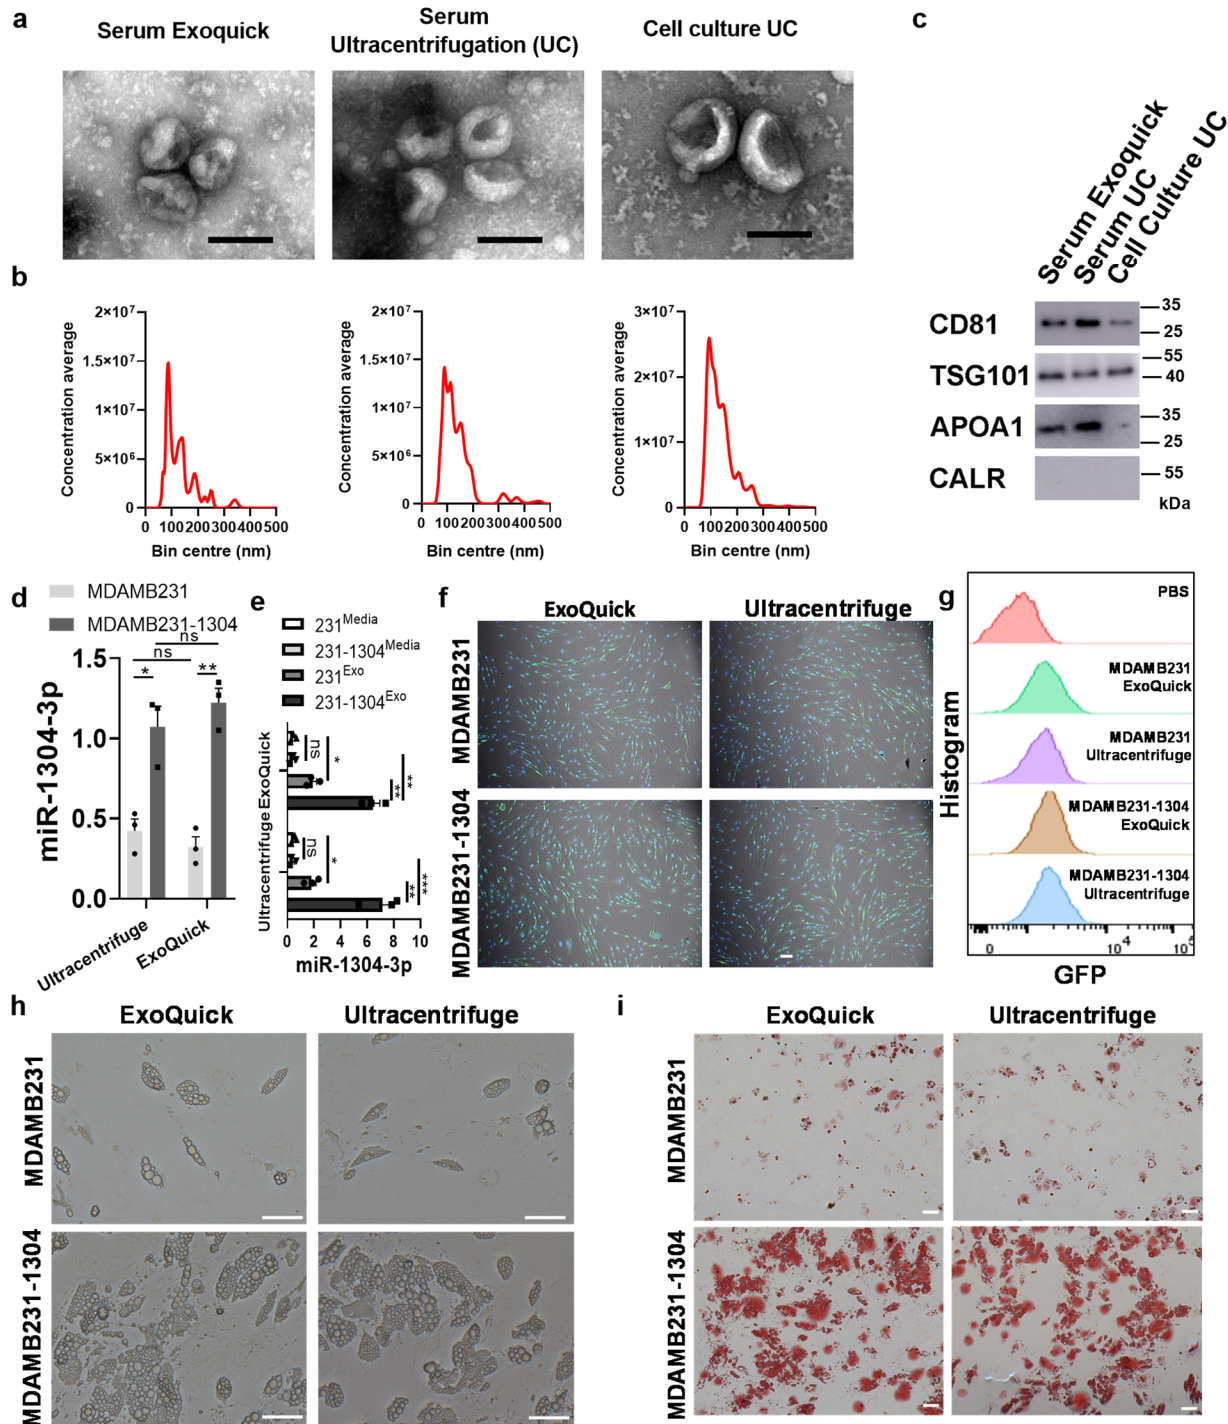 a
Serum Exoquick
Serum
Ultracentrifugation (UC)
Cell culture UC
c
Serum Exoquick
Serum UC
Cell Culture UC
CD81
35
25
TSG101
55
40
APOA1
35
25
CALR
55
kDa
b
Concentration average
2×10⁷
1.5×10⁷
1×10⁷
5×10⁶
0
0 100 200 300 400 500
Bin centre (nm)
Concentration average
2×10⁷
1.5×10⁷
1×10⁷
5×10⁶
0
0 100 200 300 400 500
Bin centre (nm)
Concentration average
3×10⁷
2×10⁷
1×10⁷
0
0 100 200 300 400 500
Bin centre (nm)
d
MDAMB231
MDAMB231-1304
miR-1304-3p
1.5
1.0
0.5
0.0
ns
ns
*
**
Ultracentrifuge
ExoQuick
e
231Media
231-1304Media
231Exo
231-1304Exo
ExoQuick
Ultracentrifuge
ns
*
**
**
ns
*
**
***
0 2 4 6 8 10
miR-1304-3p
f
ExoQuick
Ultracentrifuge
MDAMB231
MDAMB231-1304
g
Histogram
PBS
MDAMB231
ExoQuick
MDAMB231
Ultracentrifuge
MDAMB231-1304
ExoQuick
MDAMB231-1304
Ultracentrifuge
0 10⁴ 10⁵
GFP
h
ExoQuick
Ultracentrifuge
MDAMB231
MDAMB231-1304
i
ExoQuick
Ultracentrifuge
MDAMB231
MDAMB231-1304